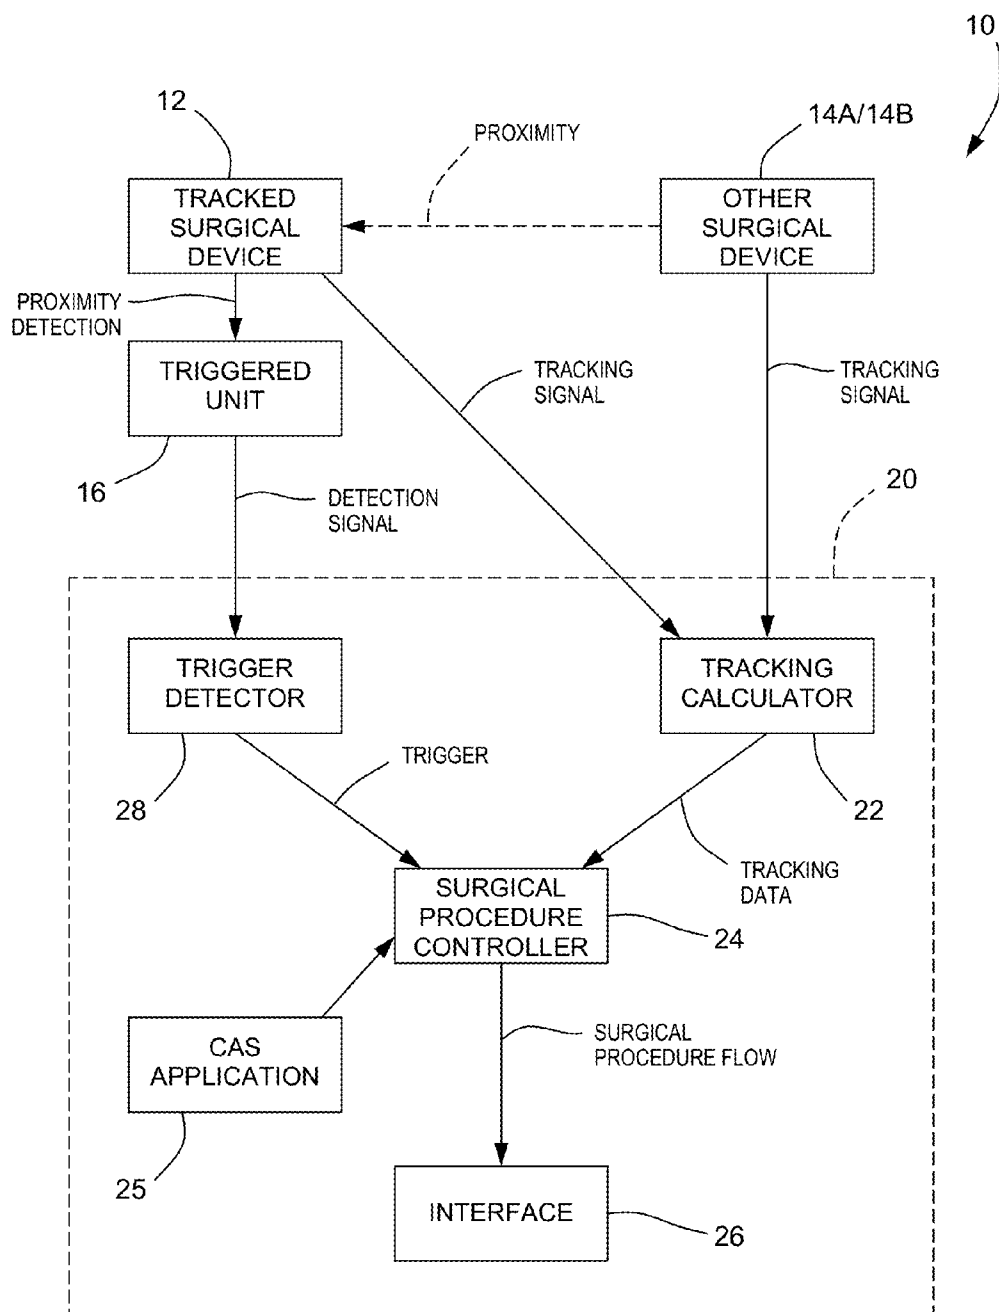 10
12
14A/14B
PROXIMITY
TRACKED
SURGICAL
DEVICE
OTHER
SURGICAL
DEVICE
PROXIMITY
DETECTION
TRIGGERED
UNIT
TRACKING
SIGNAL
TRACKING
SIGNAL
16
20
DETECTION
SIGNAL
TRIGGER
DETECTOR
TRACKING
CALCULATOR
TRIGGER
28
22
TRACKING
DATA
SURGICAL
PROCEDURE
CONTROLLER
24
CAS
APPLICATION
SURGICAL
PROCEDURE FLOW
25
INTERFACE
26